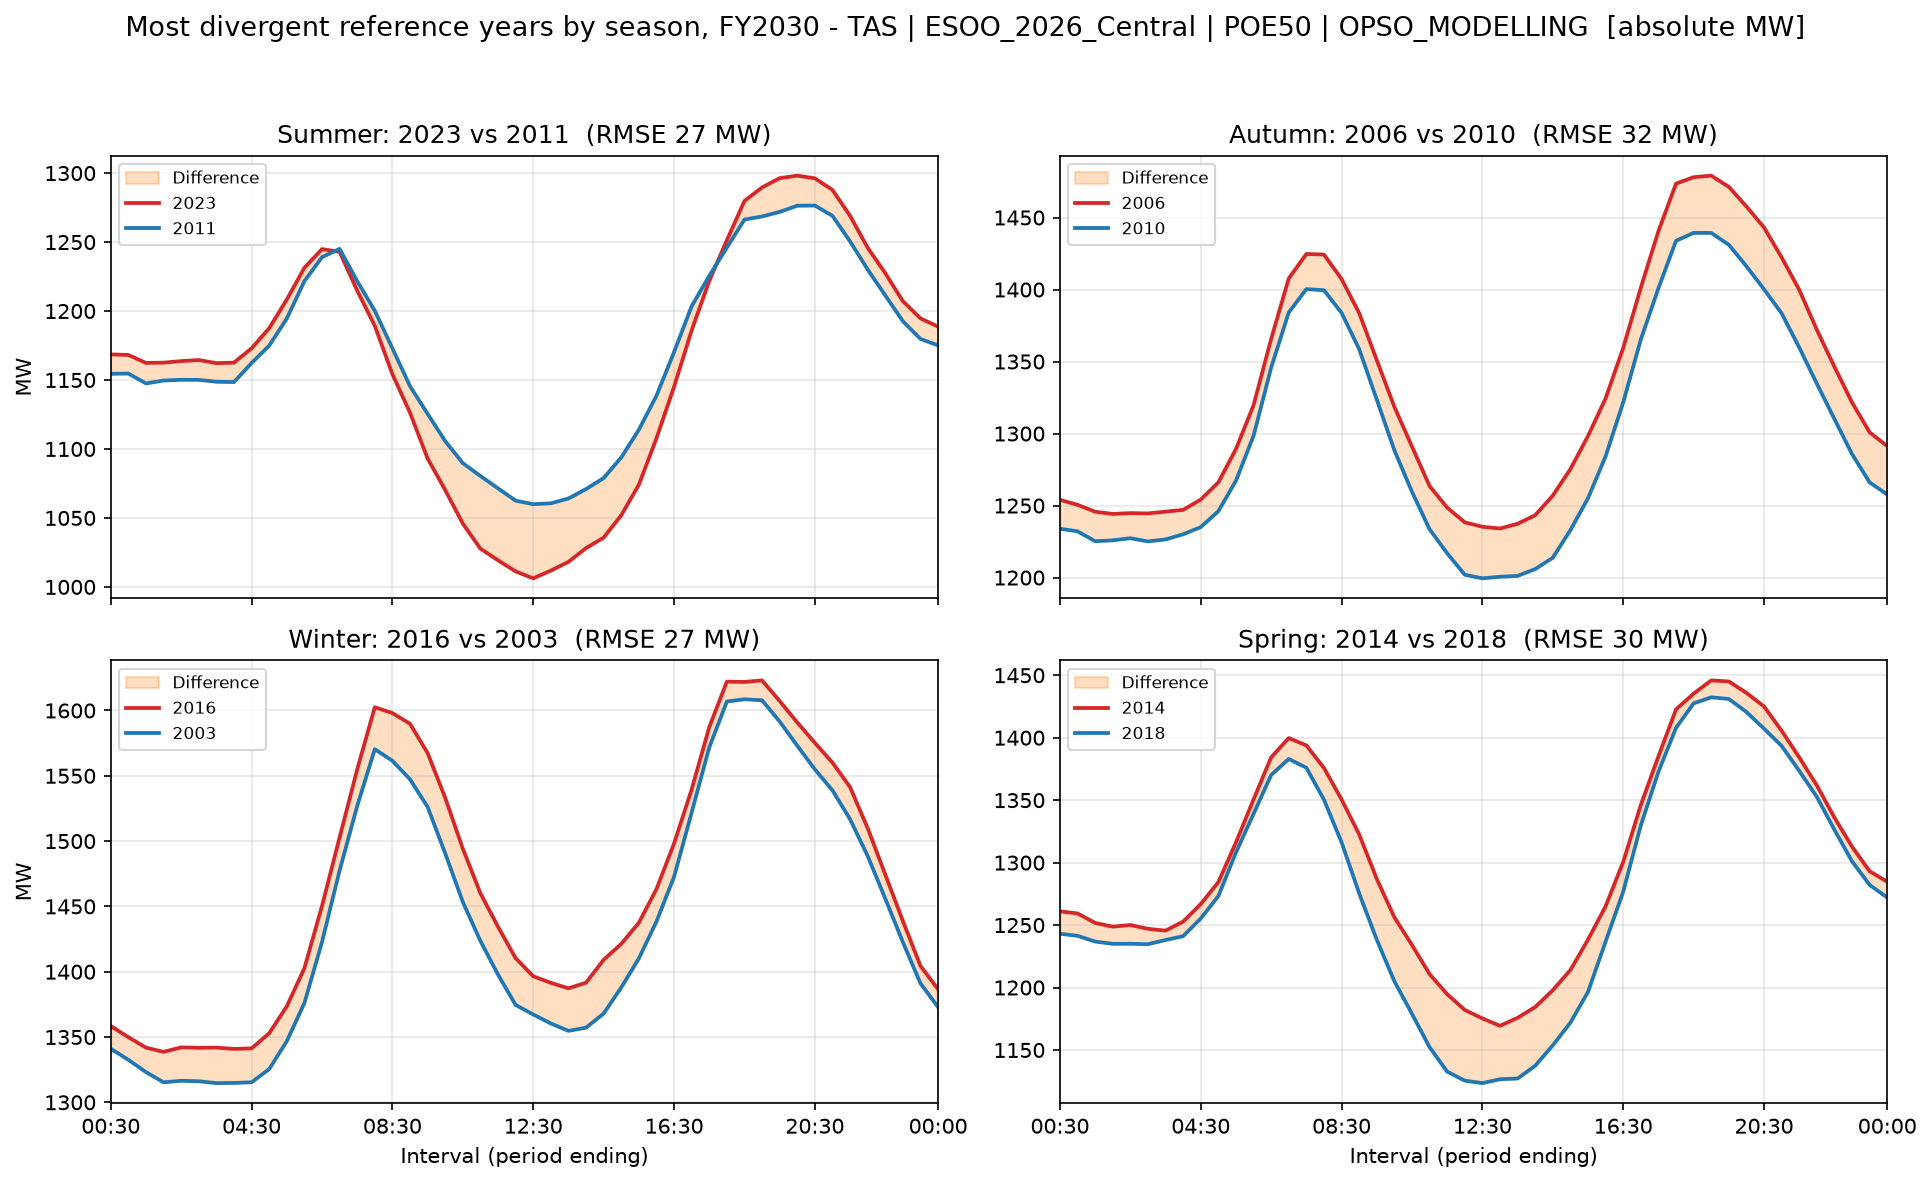 Most divergent reference years by season, FY2030 - TAS | ESOO_2026_Central | POE50 | OPSO_MODELLING  [absolute MW]
Summer: 2023 vs 2011  (RMSE 27 MW)
Difference
2023
2011
1300
1250
1200
1150
1100
1050
1000
MW
Autumn: 2006 vs 2010  (RMSE 32 MW)
Difference
2006
2010
1450
1400
1350
1300
1250
1200
Winter: 2016 vs 2003  (RMSE 27 MW)
Difference
2016
2003
1600
1550
1500
1450
1400
1350
1300
MW
00:30 04:30 08:30 12:30 16:30 20:30 00:00
Interval (period ending)
Spring: 2014 vs 2018  (RMSE 30 MW)
Difference
2014
2018
1450
1400
1350
1300
1250
1200
1150
00:30 04:30 08:30 12:30 16:30 20:30 00:00
Interval (period ending)